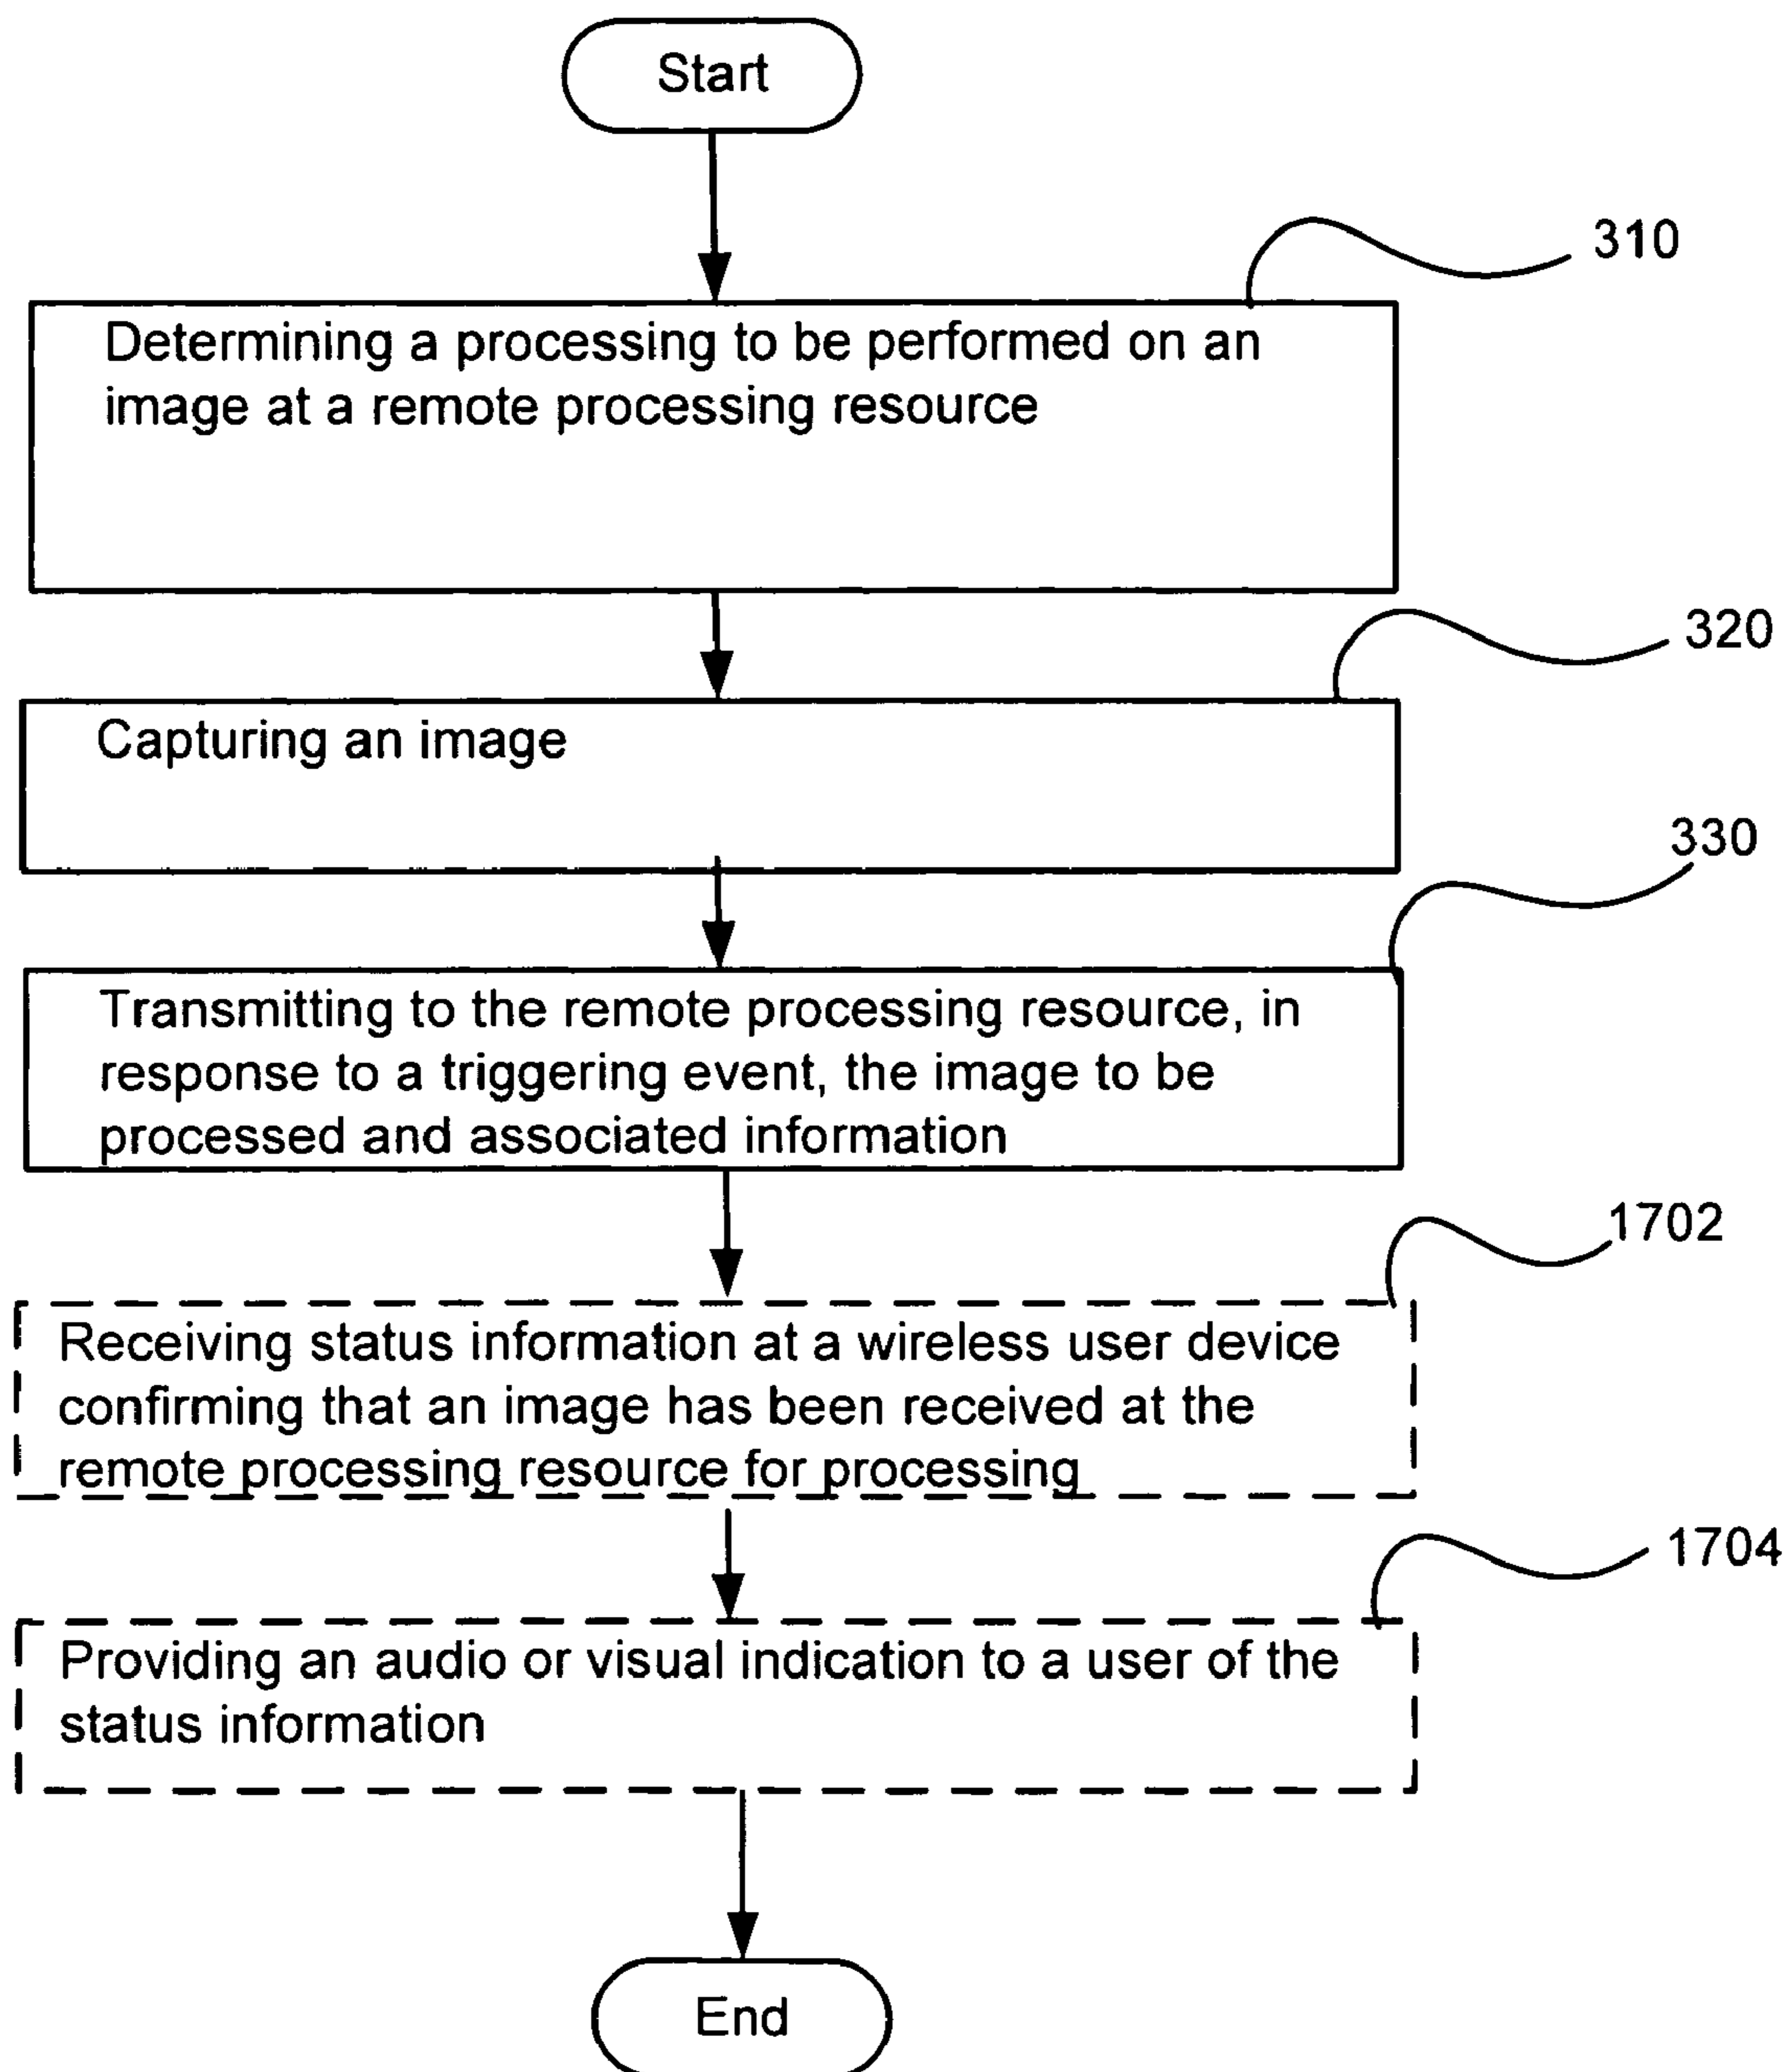 Start
310
Determining a processing to be performed on an
image at a remote processing resource
320
Capturing an image
330
Transmitting to the remote processing resource, in
response to a triggering event, the image to be
processed and associated information
1702
Receiving status information at a wireless user device
confirming that an image has been received at the
remote processing resource for processing
1704
Providing an audio or visual indication to a user of the
status information
End